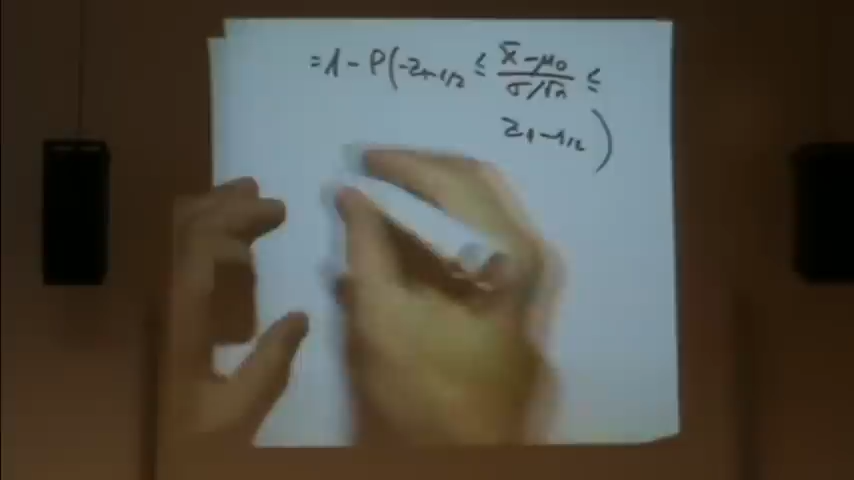 = 1 - P(-z₁₋α/₂ ≤ (x̄ - μ₀)/(σ/√n) ≤
z₁₋α/₂)